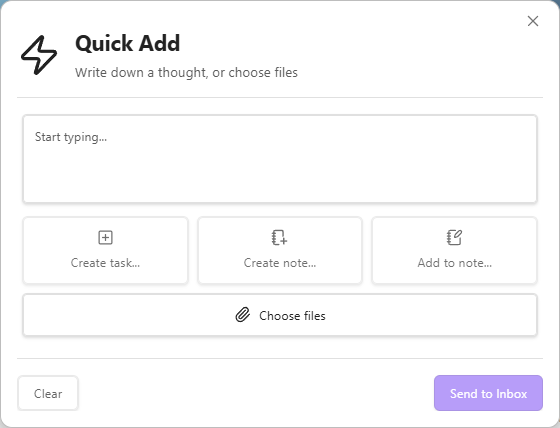 Quick Add
Write down a thought, or choose files
Start typing...
Create task...
Create note...
Add to note...
Choose files
Clear
Send to Inbox